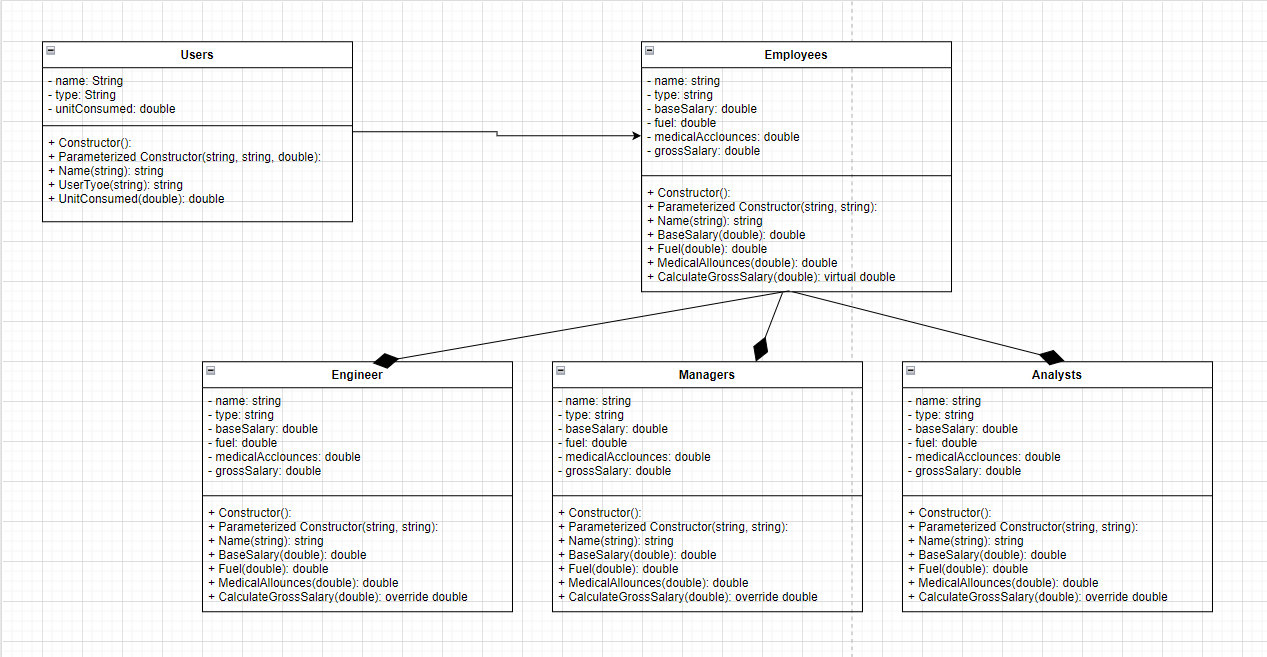 Users
- name: String
- type: String
- unitConsumed: double
+ Constructor():
+ Parameterized Constructor(string, string, double):
+ Name(string): string
+ UserTyoe(string): string
+ UnitConsumed(double): double
Employees
- name: string
- type: string
- baseSalary: double
- fuel: double
- medicalAcclounces: double
- grossSalary: double
+ Constructor():
+ Parameterized Constructor(string, string):
+ Name(string): string
+ BaseSalary(double): double
+ Fuel(double): double
+ MedicalAllounces(double): double
+ CalculateGrossSalary(double): virtual double
Engineer
- name: string
- type: string
- baseSalary: double
- fuel: double
- medicalAcclounces: double
- grossSalary: double
+ Constructor():
+ Parameterized Constructor(string, string):
+ Name(string): string
+ BaseSalary(double): double
+ Fuel(double): double
+ MedicalAllounces(double): double
+ CalculateGrossSalary(double): override double
Managers
- name: string
- type: string
- baseSalary: double
- fuel: double
- medicalAcclounces: double
- grossSalary: double
+ Constructor():
+ Parameterized Constructor(string, string):
+ Name(string): string
+ BaseSalary(double): double
+ Fuel(double): double
+ MedicalAllounces(double): double
+ CalculateGrossSalary(double): override double
Analysts
- name: string
- type: string
- baseSalary: double
- fuel: double
- medicalAcclounces: double
- grossSalary: double
+ Constructor():
+ Parameterized Constructor(string, string):
+ Name(string): string
+ BaseSalary(double): double
+ Fuel(double): double
+ MedicalAllounces(double): double
+ CalculateGrossSalary(double): override double